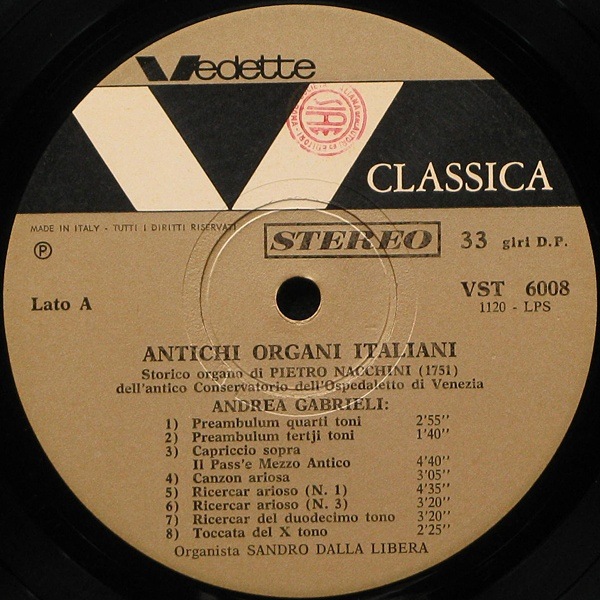 Vedette
SIAE
CLASSICA
MADE IN ITALY - TUTTI I DIRITTI RISERVATI
Ⓟ
STEREO
33 giri D.P.
Lato A
VST 6008
1120 - LPS
ANTICHI ORGANI ITALIANI
Storico organo di PIETRO NACCHINI (1751)
dell'antico Conservatorio dell'Ospedaletto di Venezia
ANDREA GABRIELI:
1) Preambulum quarti toni 2'55''
2) Preambulum tertji toni 1'40''
3) Capriccio sopra
Il Pass'e Mezzo Antico 4'40''
4) Canzon ariosa 3'05''
5) Ricercar arioso (N. 1) 4'35''
6) Ricercar arioso (N. 3) 3'20''
7) Ricercar del duodecimo tono 3'20''
8) Toccata del X tono 2'25''
Organista SANDRO DALLA LIBERA